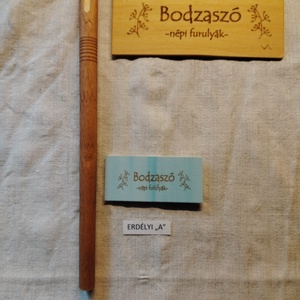 Bodzaszó
-népi furulyák-
Bodzaszó
-népi furulyák-
ERDÉLYI „A”